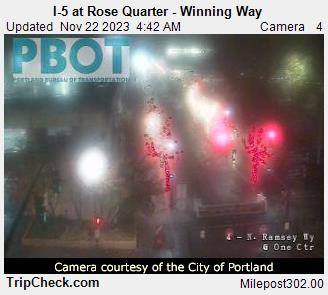 I-5 at Rose Quarter - Winning Way
Updated Nov 22 2023 4:42 AM Camera 4
PBOT
PORTLAND BUREAU OF TRANSPORTATION
4 - N. Ramsey Wy
@ One Ctr
Camera courtesy of the City of Portland
TripCheck.com Milepost302.00